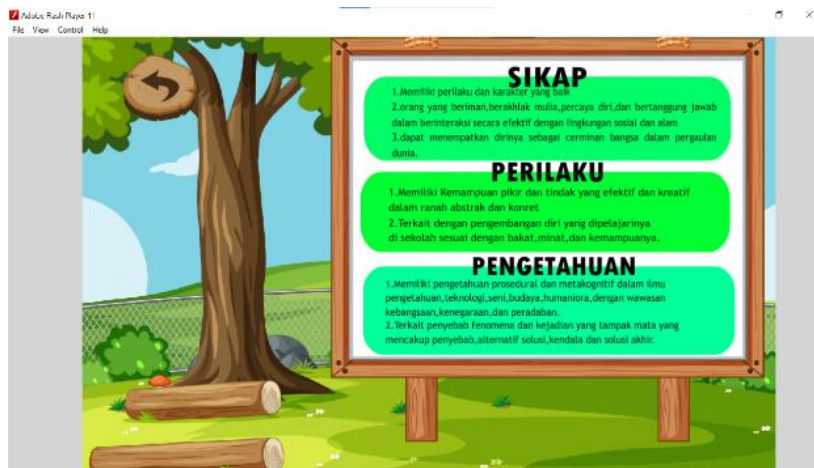 Adobe Flash Player 11
File View Control Help
SIKAP
1.Memiliki perilaku dan karakter yang baik
2.orang yang beriman,berakhlak mulia,percaya diri,dan bertanggung jawab
dalam berinteraksi secara efektif dengan lingkungan sosial dan alam
3.dapat menempatkan dirinya sebagai cerminan bangsa dalam pergaulan
dunia.
PERILAKU
1.Memiliki Kemampuan pikir dan tindak yang efektif dan kreatif
dalam ranah abstrak dan konret
2.Terkait dengan pengembangan diri yang dipelajarinya
di sekolah sesuai dengan bakat,minat,dan kemampuanya.
PENGETAHUAN
1.Memiliki pengetahuan prosedural dan metakognitif dalam ilmu
pengetahuan,teknologi,seni,budaya,humaniora,dengan wawasan
kebangsaan,kenegaraan,dan peradaban.
2.Terkait penyebab fenomena dan kejadian yang tampak mata yang
mencakup penyebab,alternatif solusi,kendala dan solusi akhir.